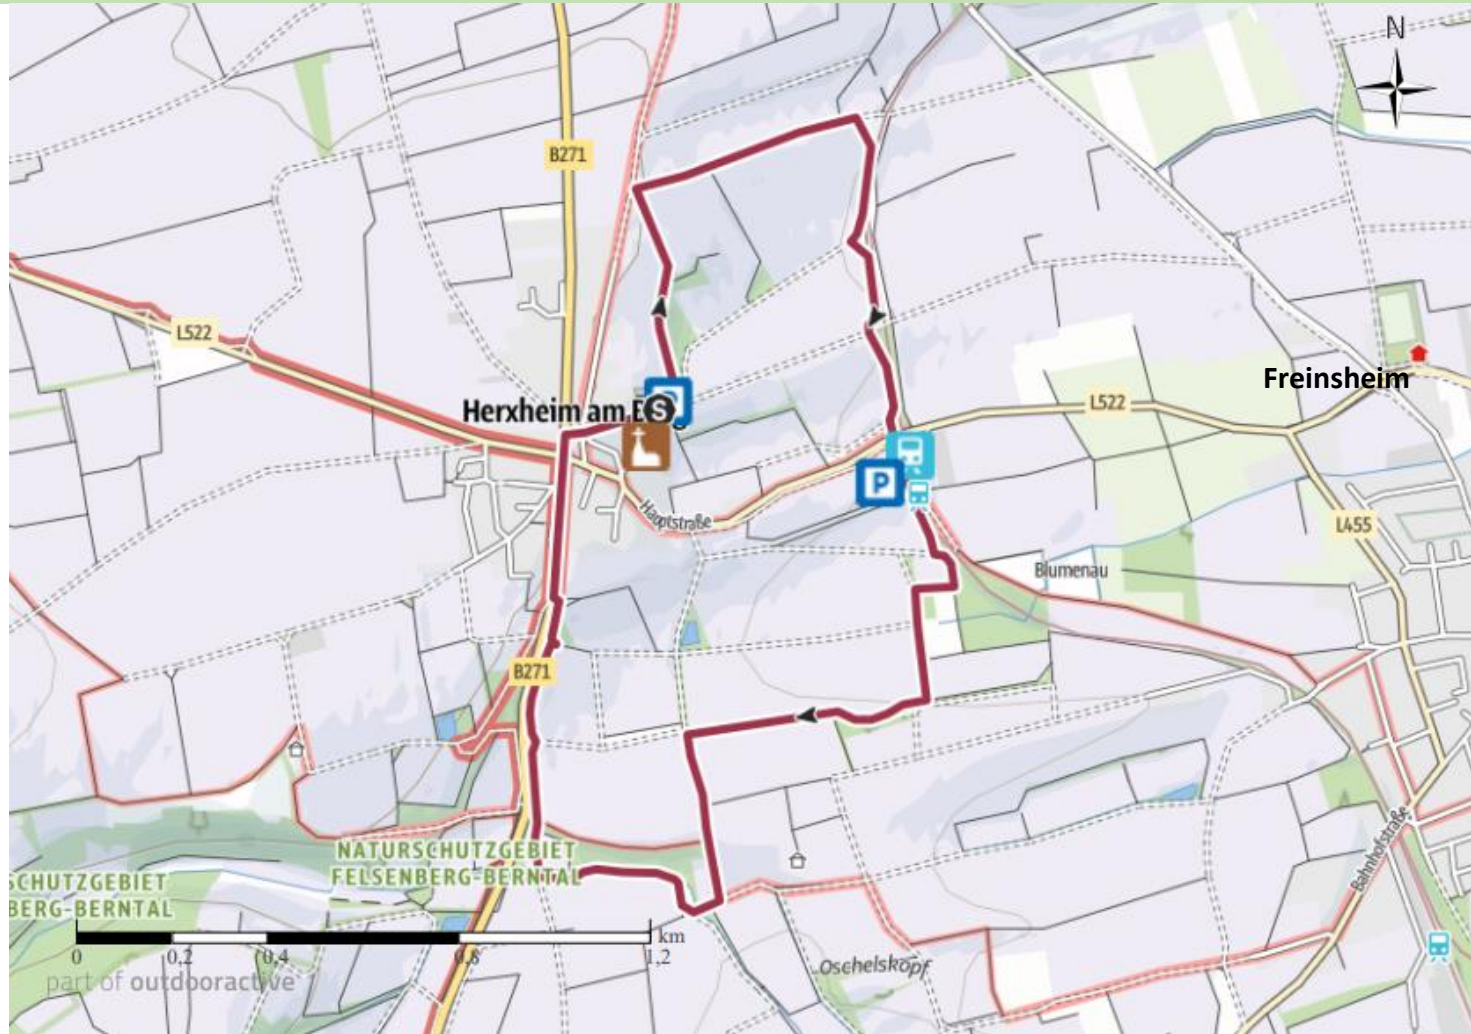 N
B271
L522
Freinsheim
Herxheim am B
S
g
L522
P
Hauptstraße
L455
Blumenau
B271
NATURSCHUTZGEBIET
FELSENBERG-BERNTAL
SCHUTZGEBIET
BERG-BERNTAL
Bahnhofstraße
km
0 0,2 0,4 0,8 1,2
Oschelskopf
part of outdooractive